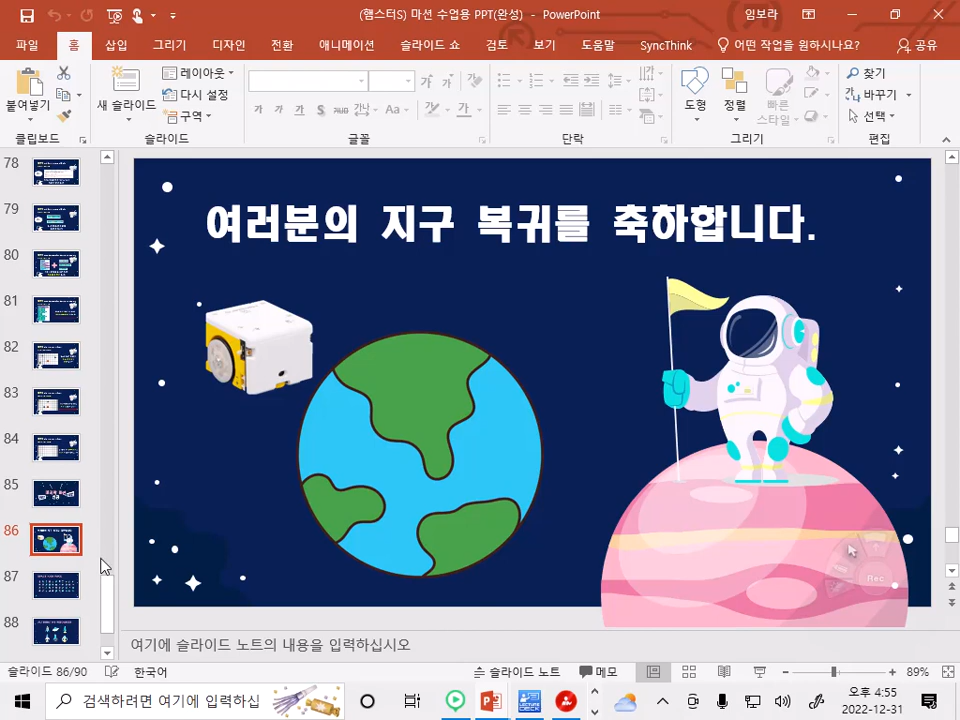 (햄스터S) 마션 수업용 PPT(완성) - PowerPoint
임보라
파일 홈 삽입 그리기 디자인 전환 애니메이션 슬라이드 쇼 검토 보기 도움말 SyncThink 어떤 작업을 원하시나요? 공유
붙여넣기
새 슬라이드
레이아웃
다시 설정
구역
가 가 가 S 가나 Aa 가
도형
정렬
빠른
스타일
찾기
바꾸기
선택
클립보드 슬라이드 글꼴 단락 그리기 편집
78
79
80
81
82
83
84
85
86
87
88
여러분의 지구 복귀를 축하합니다.
Rec
여기에 슬라이드 노트의 내용을 입력하십시오
슬라이드 86/90 한국어 슬라이드 노트 메모 89%
검색하려면 여기에 입력하십
오후 4:55
2022-12-31